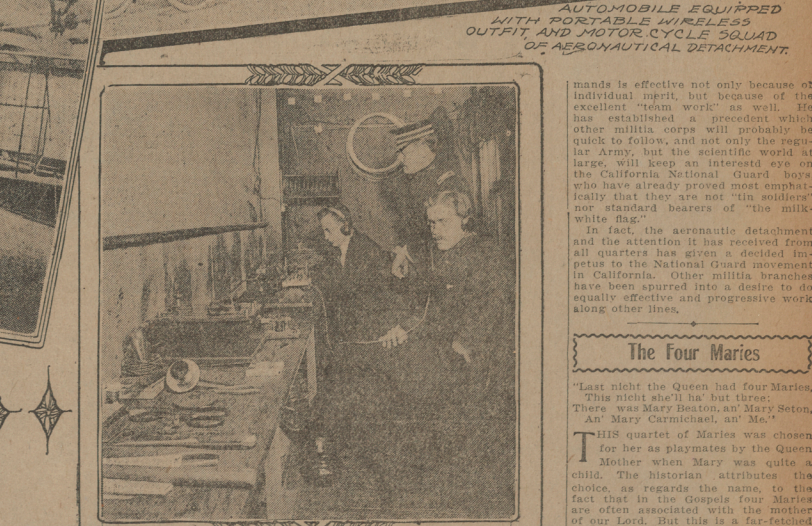 AUTOMOBILE EQUIPPED
WITH PORTABLE WIRELESS
OUTFIT, AND MOTOR CYCLE SQUAD
OF AERONAUTICAL DETACHMENT.
mands is effective not only because of
individual merit, but because of the
excellent "team work" as well. He
has established a precedent which
other militia corps will probably be
quick to follow, and not only the regu-
lar Army, but the scientific world at
large, will keep an interestd eye on
the California National Guard boys
who have already proved most emphat-
ically that they are not "tin soldiers"
nor standard bearers of "the milk-
white flag."
In fact, the aeronautic detachment
and the attention it has received from
all quarters has given a decided im-
petus to the National Guard movement
in California. Other militia branches
have been spurred into a desire to do
equally effective and progressive work
along other lines.
The Four Maries
"Last nicht the Queen had four Maries,
This nicht she'll ha' but three:
There was Mary Beaton, an' Mary Seton,
An' Mary Carmichael, an' Me."
THIS quartet of Maries was chosen
for her as playmates by the Queen
Mother when Mary was quite a
child. The historian attributes the
choice, as regards the name, to the
fact that in the Gospels four Maries
are often associated with the mother
of our Lord. But this is a far-fetched